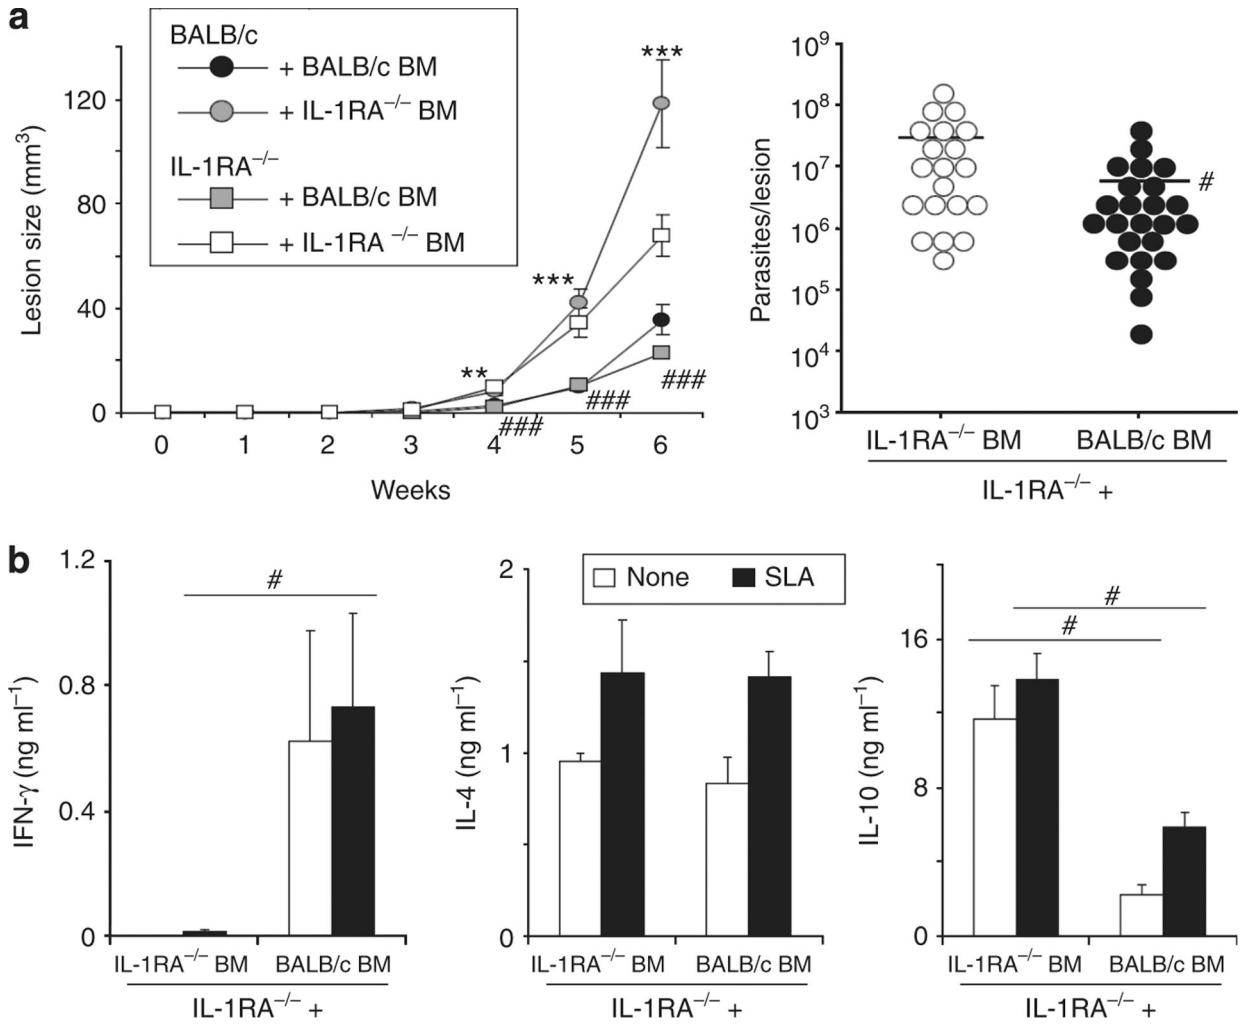 a
BALB/c
+ BALB/c BM
+ IL-1RA–/– BM
IL-1RA–/–
+ BALB/c BM
+ IL-1RA –/– BM
Lesion size (mm3)
120
80
40
0
***
***
**
###
###
###
0 1 2 3 4 5 6
Weeks
Parasites/lesion
109
108
107
106
105
104
103
#
IL-1RA–/– BM BALB/c BM
IL-1RA–/– +
b
IFN-γ (ng ml–1)
1.2
0.8
0.4
0
#
IL-1RA–/– BM BALB/c BM
IL-1RA–/– +
None SLA
IL-4 (ng ml–1)
2
1
0
IL-1RA–/– BM BALB/c BM
IL-1RA–/– +
IL-10 (ng ml–1)
16
8
0
#
#
IL-1RA–/– BM BALB/c BM
IL-1RA–/– +